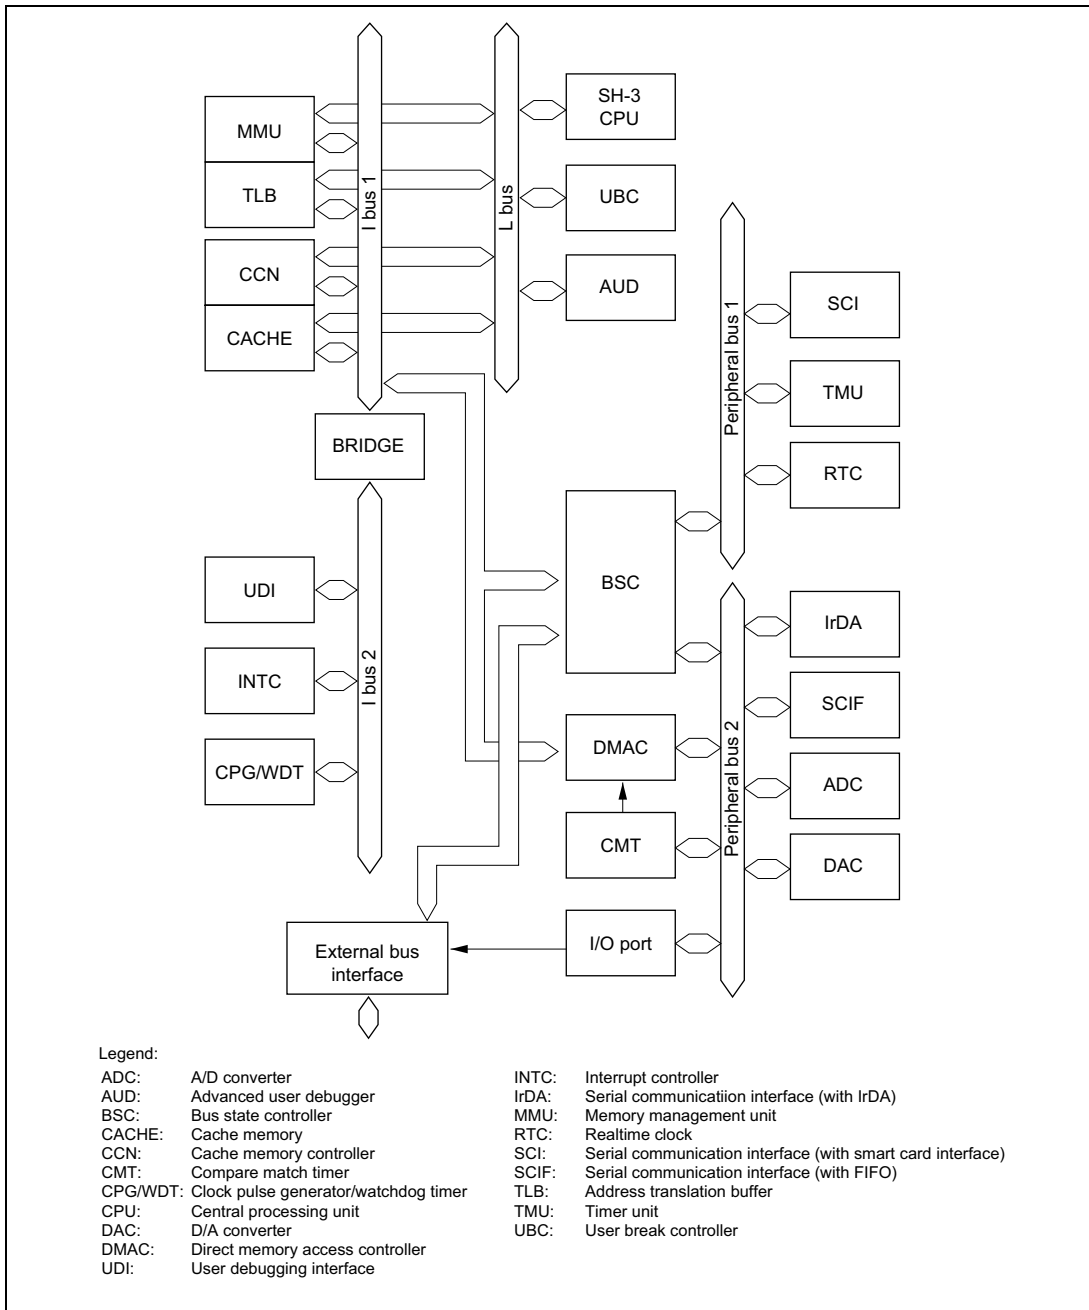 SH-3
CPU
MMU
TLB
UBC
I bus 1
L bus
CCN
AUD
CACHE
Peripheral bus 1
SCI
TMU
BRIDGE
RTC
BSC
UDI
IrDA
I bus 2
INTC
SCIF
DMAC
CPG/WDT
Peripheral bus 2
ADC
CMT
DAC
I/O port
External bus
interface
Legend:
ADC: A/D converter
AUD: Advanced user debugger
BSC: Bus state controller
CACHE: Cache memory
CCN: Cache memory controller
CMT: Compare match timer
CPG/WDT: Clock pulse generator/watchdog timer
CPU: Central processing unit
DAC: D/A converter
DMAC: Direct memory access controller
UDI: User debugging interface
INTC: Interrupt controller
IrDA: Serial communicatiion interface (with IrDA)
MMU: Memory management unit
RTC: Realtime clock
SCI: Serial communication interface (with smart card interface)
SCIF: Serial communication interface (with FIFO)
TLB: Address translation buffer
TMU: Timer unit
UBC: User break controller